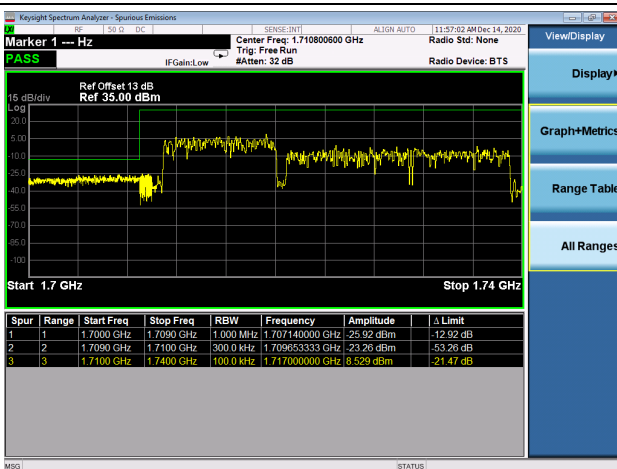 Keysight Spectrum Analyzer - Spurious Emissions
RF 50 Ω DC SENSE:INT ALIGN AUTO 11:57:02 AM Dec 14, 2020
Marker 1 --- Hz
Center Freq: 1.710800600 GHz
Radio Std: None
Trig: Free Run
PASS
IFGain:Low
#Atten: 32 dB
Radio Device: BTS
Ref Offset 13 dB
15 dB/div Ref 35.00 dBm
Log
20.0
5.00
-10.0
-25.0
-40.0
-55.0
-70.0
-85.0
-100
Start 1.7 GHz Stop 1.74 GHz
Spur Range Start Freq Stop Freq RBW Frequency Amplitude Δ Limit
1 1 1.7000 GHz 1.7090 GHz 1.000 MHz 1.707140000 GHz -25.92 dBm -12.92 dB
2 2 1.7090 GHz 1.7100 GHz 300.0 kHz 1.709653333 GHz -23.26 dBm -53.26 dB
3 3 1.7100 GHz 1.7400 GHz 100.0 kHz 1.717000000 GHz 8.529 dBm -21.47 dB
MSG STATUS
View/Display
Display
Graph+Metrics
Range Table
All Ranges